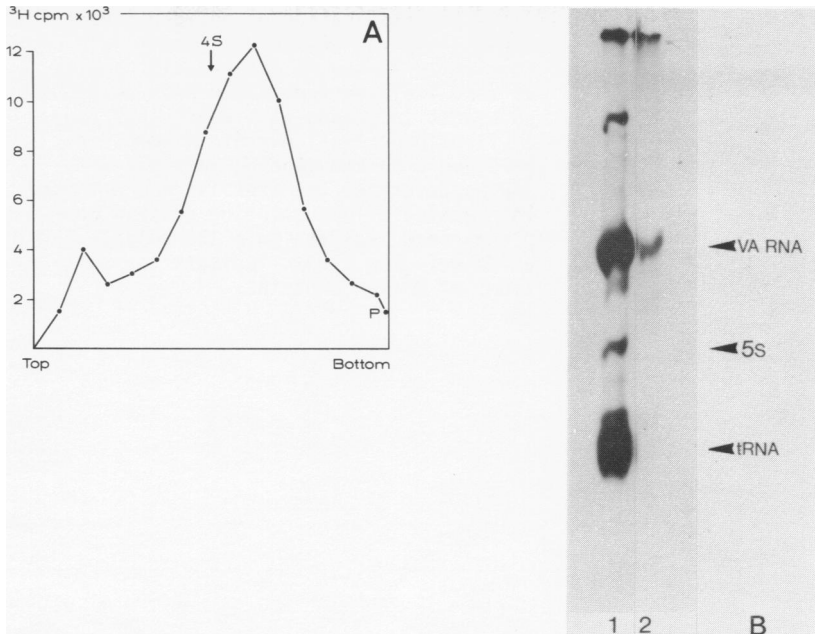 ³H cpm x 10³
A
4S
12
10
8
6
4
2
P
Top
Bottom
VA RNA
5S
tRNA
1 2
B